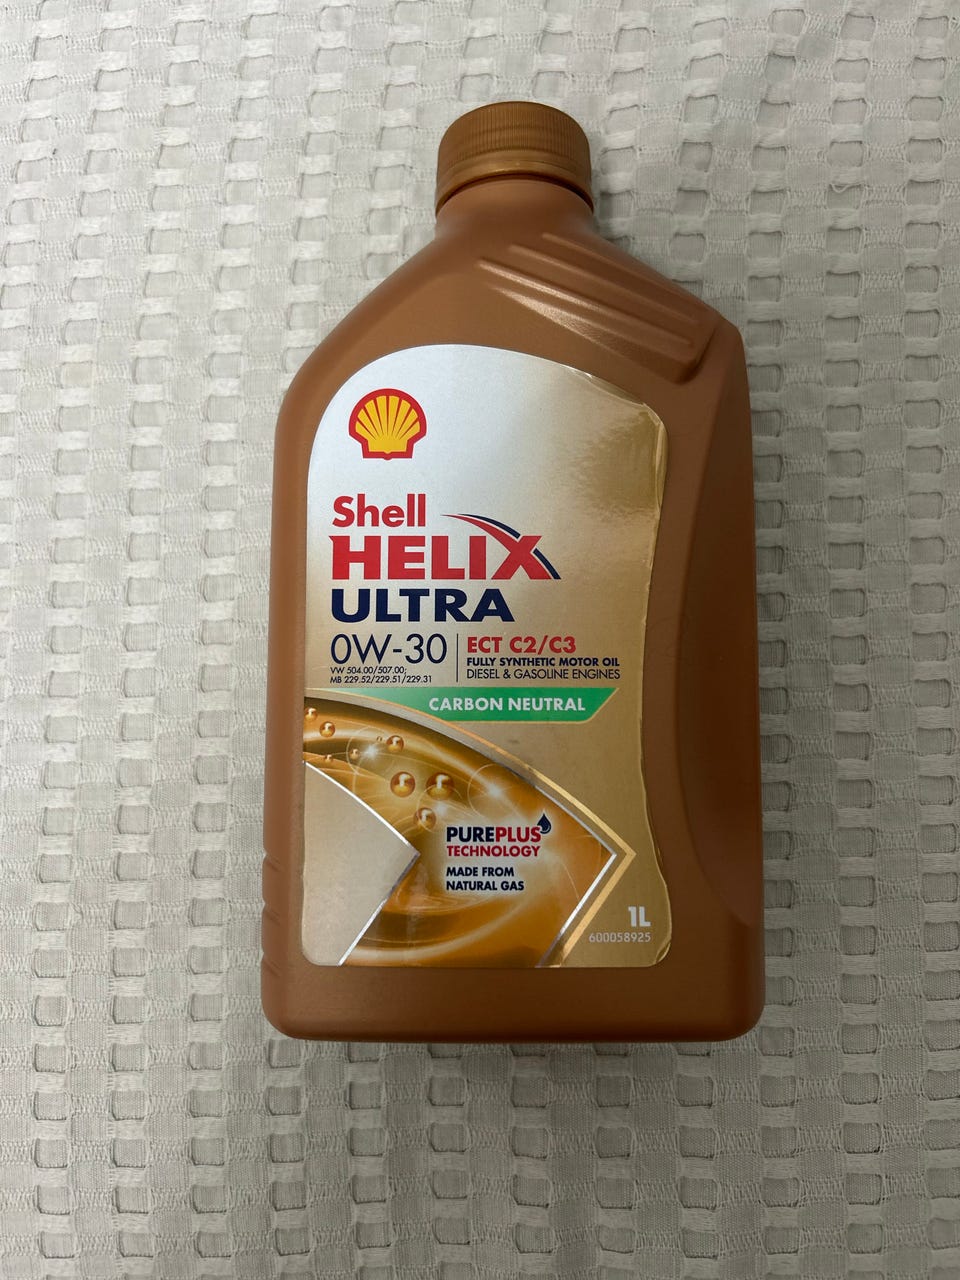 Shell
HELIX
ULTRA
0W-30
ECT C2/C3
FULLY SYNTHETIC MOTOR OIL
DIESEL & GASOLINE ENGINES
VW 504.00/507.00;
MB 229.52/229.51/229.31
CARBON NEUTRAL
PUREPLUS
TECHNOLOGY
MADE FROM
NATURAL GAS
1L
600058925